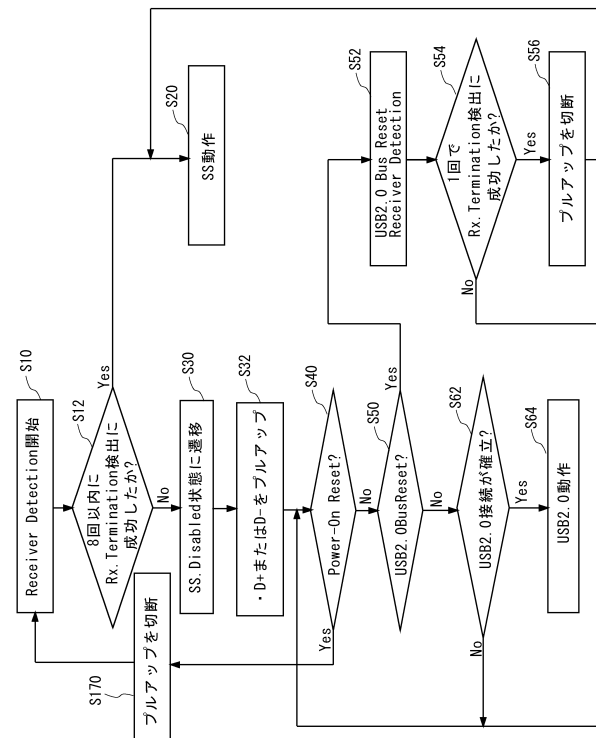 S10
Receiver Detection開始
S12
8回以内に
Rx.Termination検出に
成功したか?
Yes
No
S20
SS動作
S30
SS.Disabled状態に遷移
S32
・D+またはD-をプルアップ
S40
Power-On Reset?
Yes
No
S170
プルアップを切断
S50
USB2.0BusReset?
Yes
No
S52
USB2.0 Bus Reset
Receiver Detection
S54
1回で
Rx.Termination検出に
成功したか?
No
Yes
S56
プルアップを切断
S62
USB2.0接続が確立?
No
Yes
S64
USB2.0動作